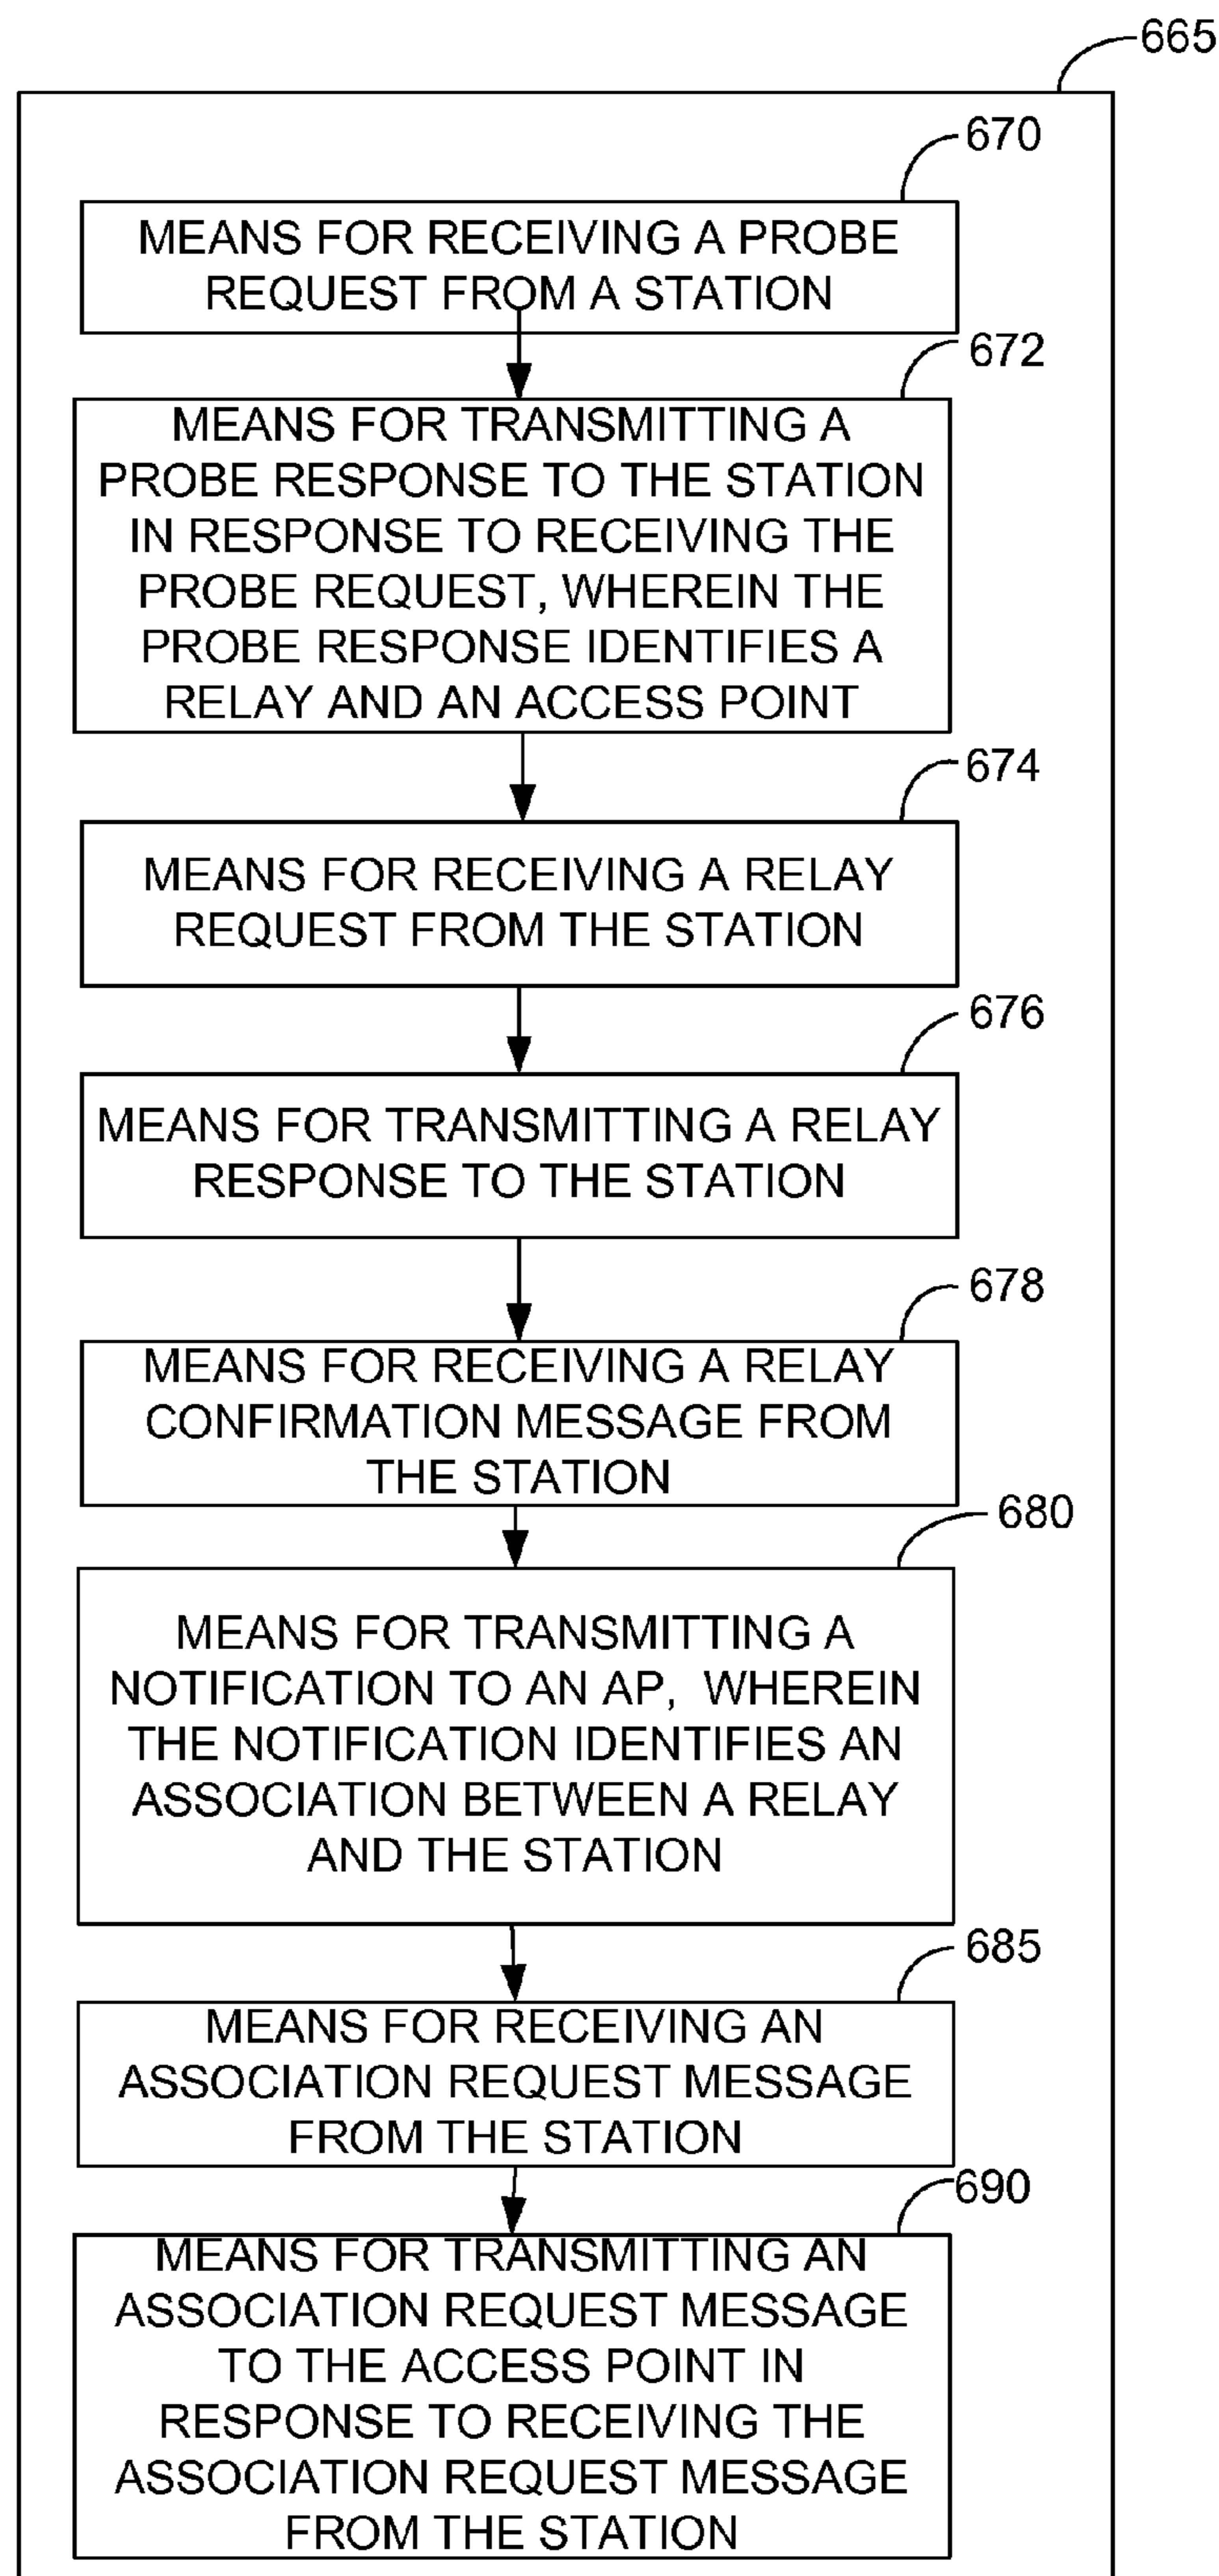 665
670
MEANS FOR RECEIVING A PROBE
REQUEST FROM A STATION
672
MEANS FOR TRANSMITTING A
PROBE RESPONSE TO THE STATION
IN RESPONSE TO RECEIVING THE
PROBE REQUEST, WHEREIN THE
PROBE RESPONSE IDENTIFIES A
RELAY AND AN ACCESS POINT
674
MEANS FOR RECEIVING A RELAY
REQUEST FROM THE STATION
676
MEANS FOR TRANSMITTING A RELAY
RESPONSE TO THE STATION
678
MEANS FOR RECEIVING A RELAY
CONFIRMATION MESSAGE FROM
THE STATION
680
MEANS FOR TRANSMITTING A
NOTIFICATION TO AN AP, WHEREIN
THE NOTIFICATION IDENTIFIES AN
ASSOCIATION BETWEEN A RELAY
AND THE STATION
685
MEANS FOR RECEIVING AN
ASSOCIATION REQUEST MESSAGE
FROM THE STATION
690
MEANS FOR TRANSMITTING AN
ASSOCIATION REQUEST MESSAGE
TO THE ACCESS POINT IN
RESPONSE TO RECEIVING THE
ASSOCIATION REQUEST MESSAGE
FROM THE STATION